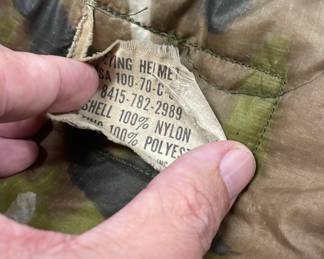 TING HELMET
SA 100-70-C
8415-782-2989
SHELL 100% NYLON
100% POLYES